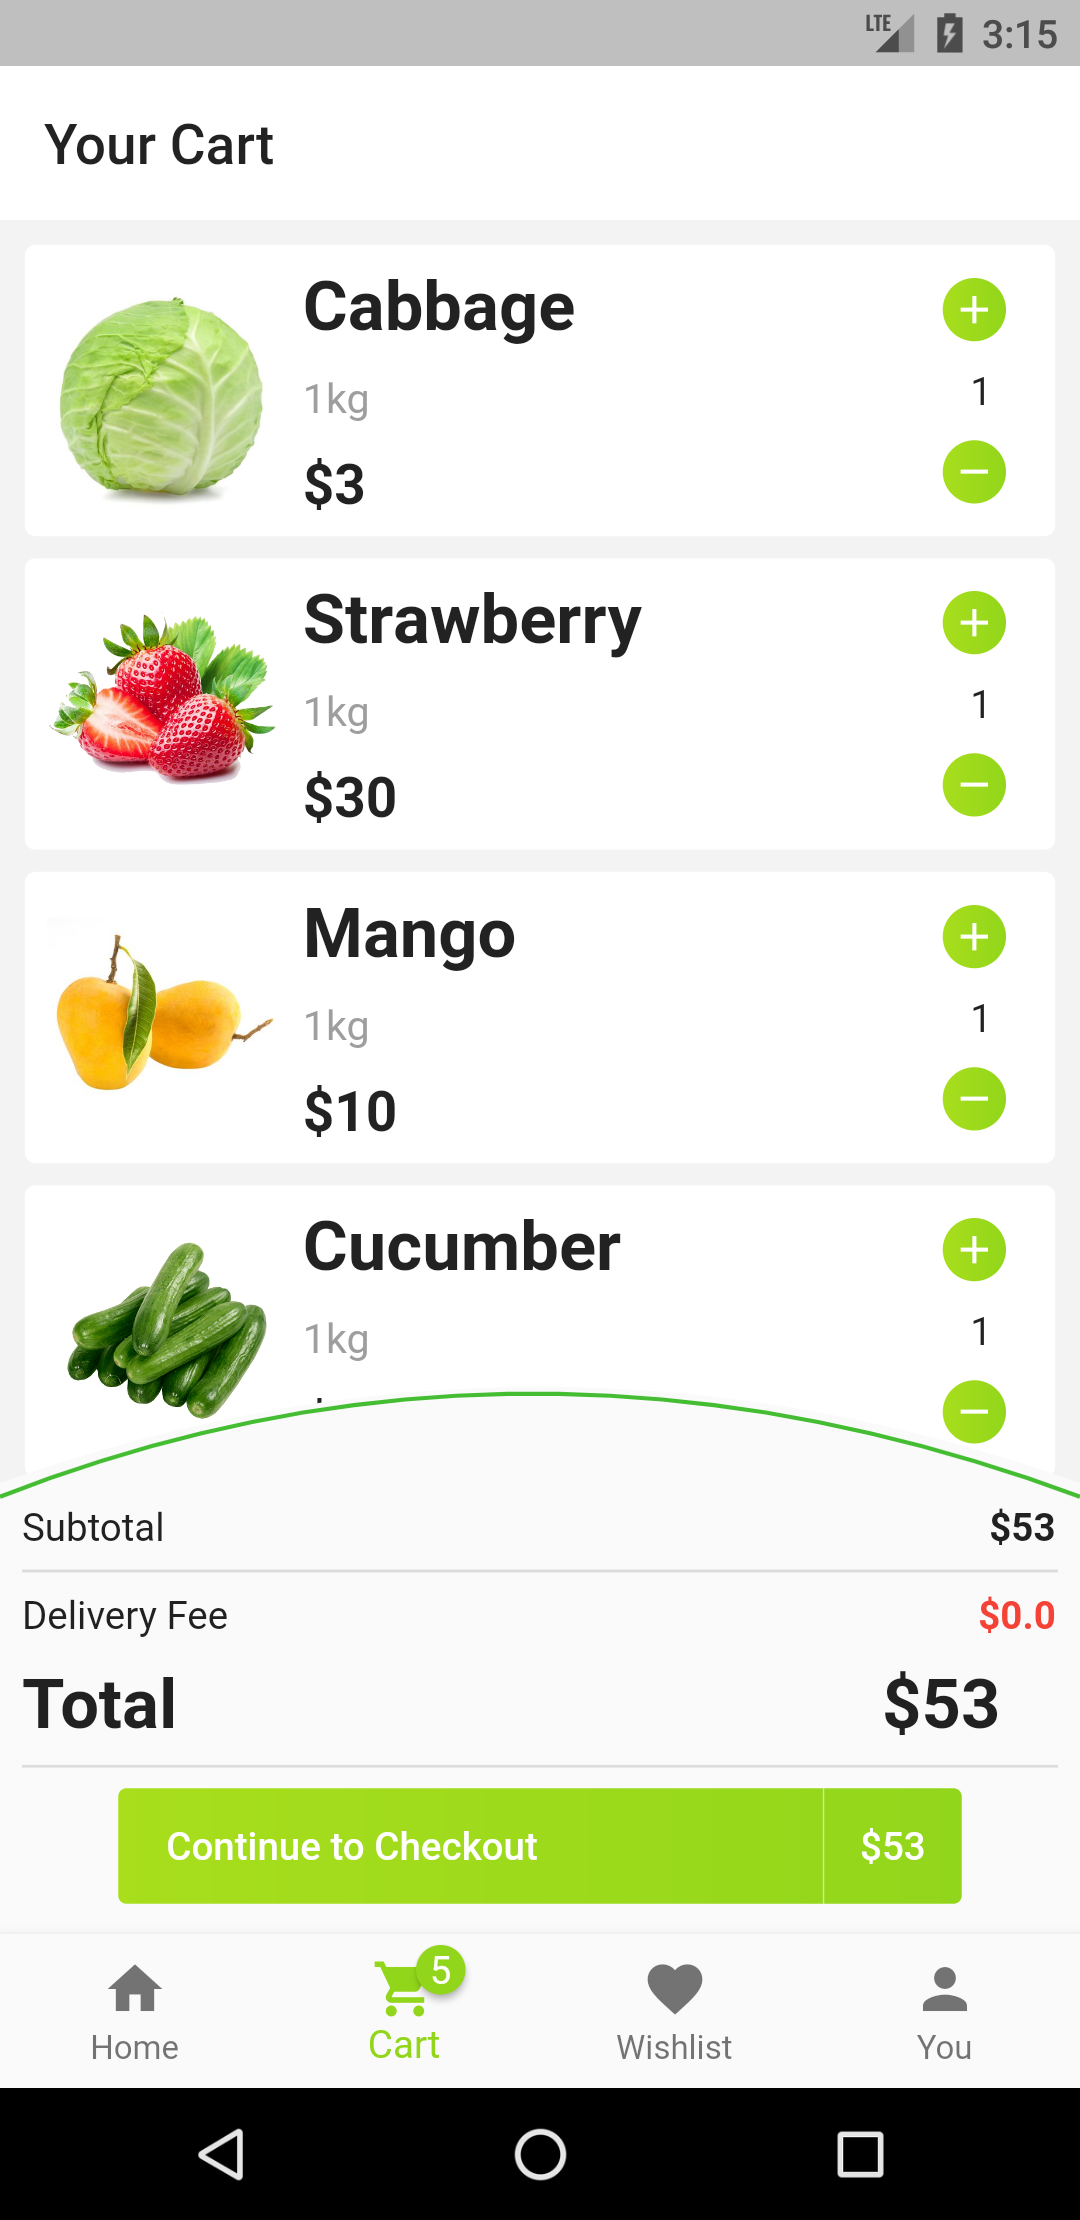 LTE 3:15
Your Cart
Cabbage
1kg
1
$3
Strawberry
1kg
1
$30
Mango
1kg
1
$10
Cucumber
1kg
1
Subtotal $53
Delivery Fee $0.0
Total $53
Continue to Checkout $53
5
Home Cart Wishlist You